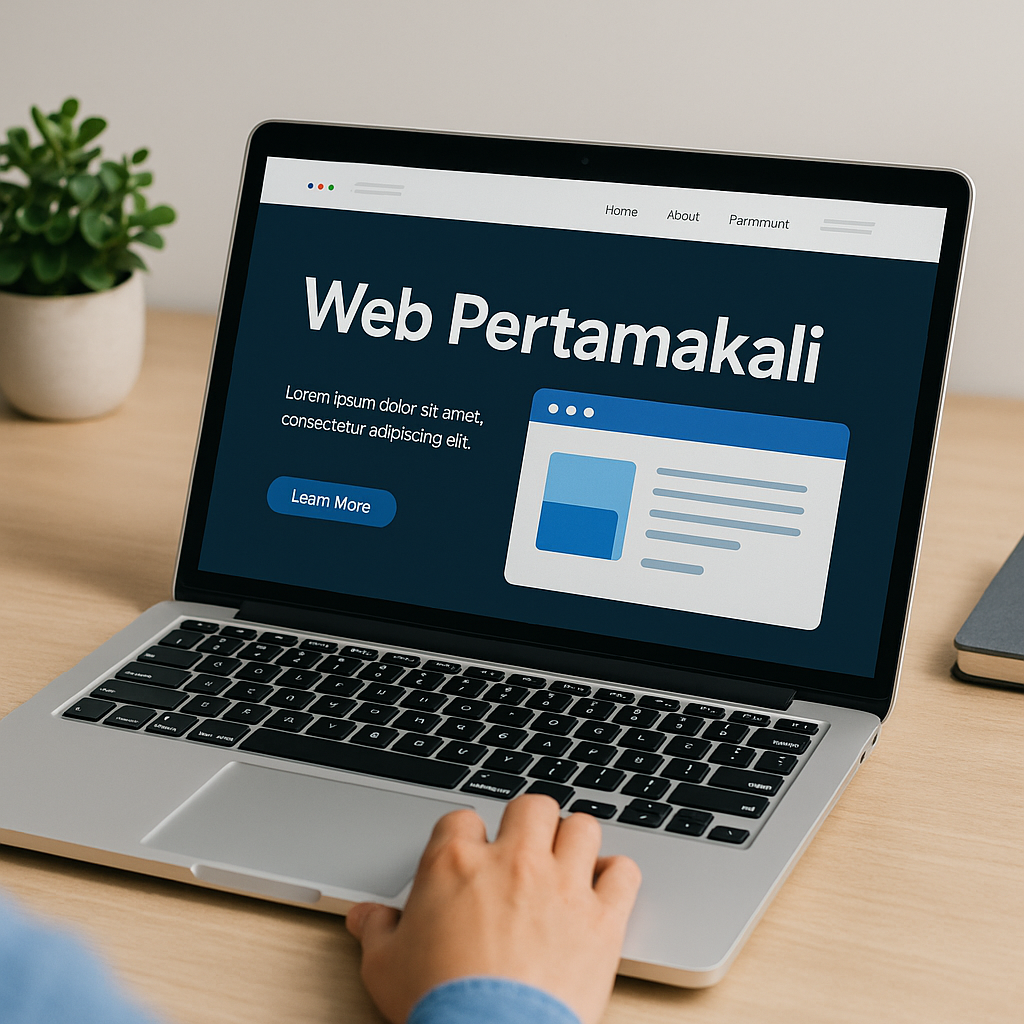 Home About Parmmunt
Web Pertamakali
Lorem ipsum dolor sit amet,
consectetur adipiscing elit.
Learn More